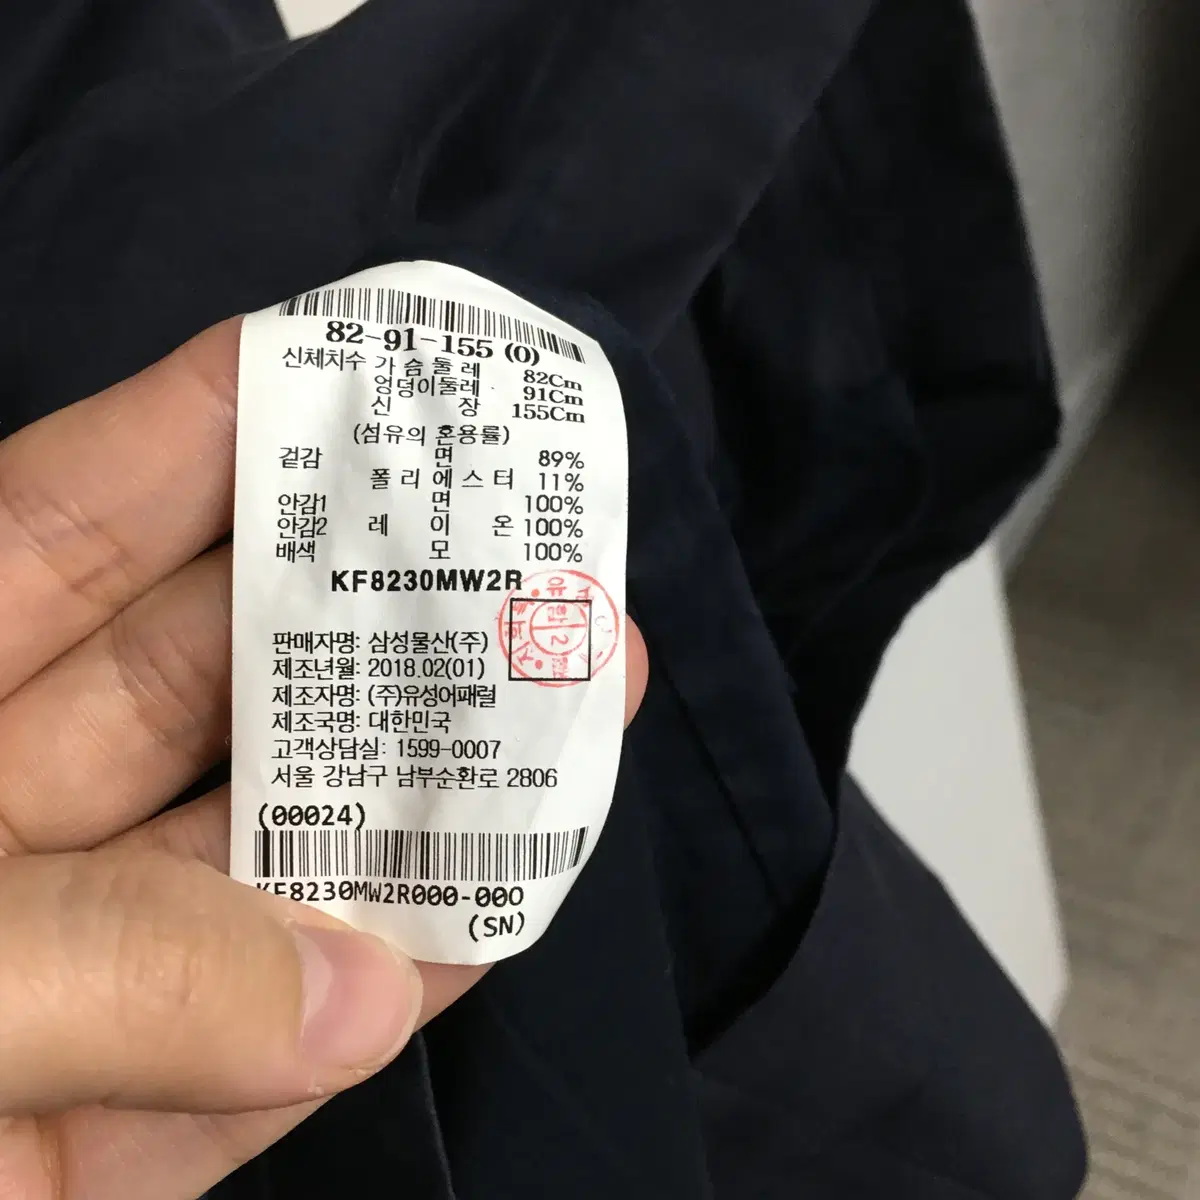 82-91-155 (0)
신체치수 가슴둘레 82Cm
엉덩이둘레 91Cm
신장 155Cm
(섬유의 혼용률)
겉감 면 89%
폴리에스터 11%
안감1 면 100%
안감2 레이온 100%
배색 모 100%
KF8230MW2R
판매자명: 삼성물산(주)
제조년월: 2018.02(01)
제조자명: (주)유성어패럴
제조국명: 대한민국
고객상담실: 1599-0007
서울 강남구 남부순환로 2806
(00024)
KF8230MW2R000-000
(SN)